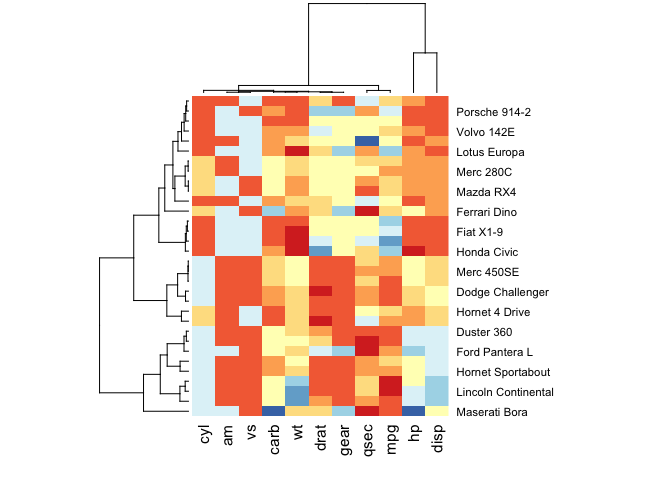 Porsche 914-2
Volvo 142E
Lotus Europa
Merc 280C
Mazda RX4
Ferrari Dino
Fiat X1-9
Honda Civic
Merc 450SE
Dodge Challenger
Hornet 4 Drive
Duster 360
Ford Pantera L
Hornet Sportabout
Lincoln Continental
Maserati Bora
cyl am vs carb wt drat gear qsec mpg hp disp